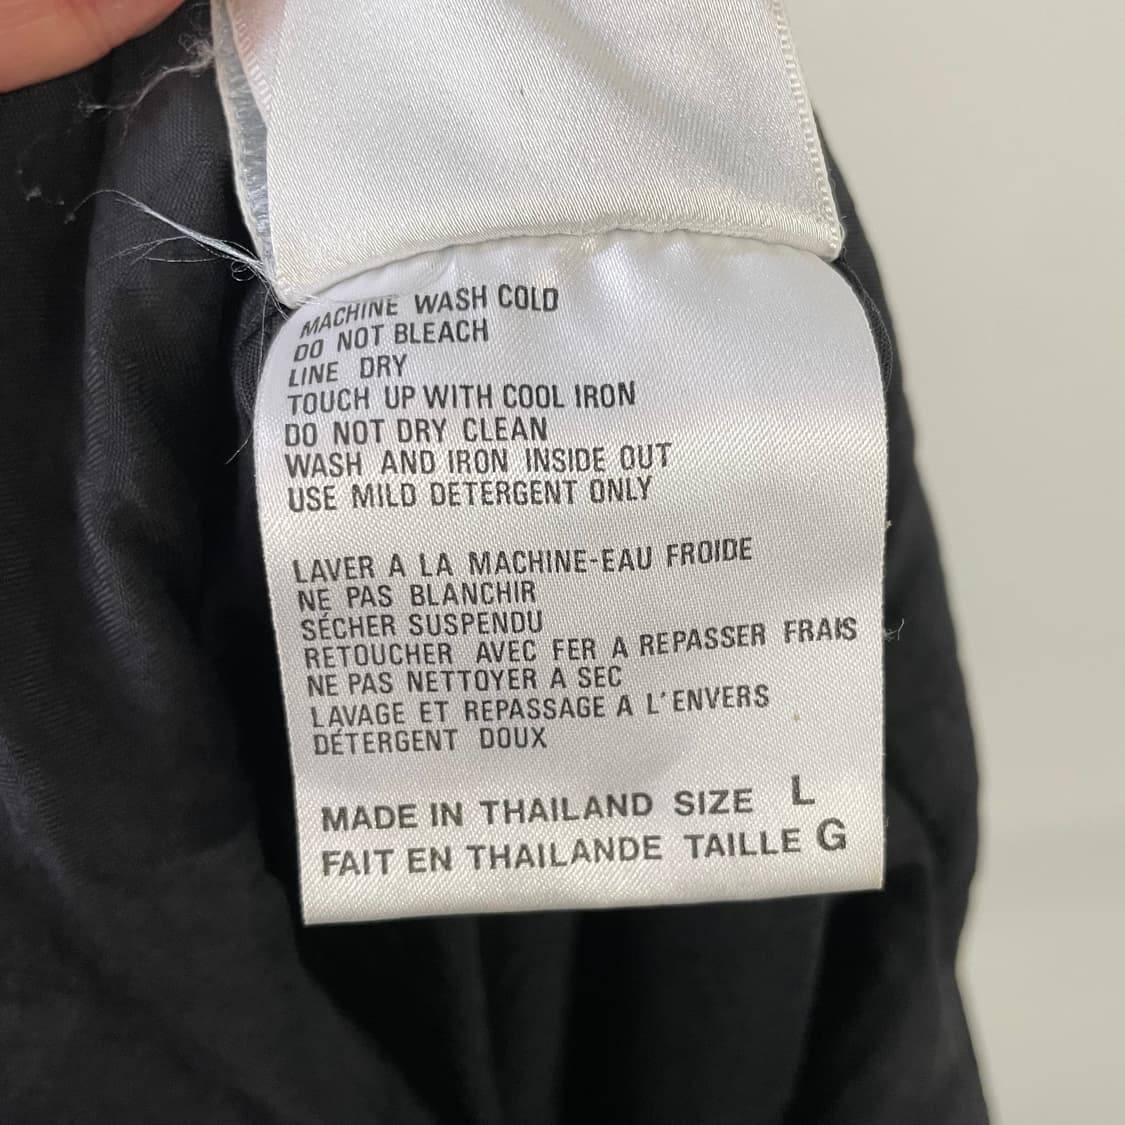 MACHINE WASH COLD
DO NOT BLEACH
LINE DRY
TOUCH UP WITH COOL IRON
DO NOT DRY CLEAN
WASH AND IRON INSIDE OUT
USE MILD DETERGENT ONLY
LAVER A LA MACHINE-EAU FROIDE
NE PAS BLANCHIR
SÉCHER SUSPENDU
RETOUCHER AVEC FER A REPASSER FRAIS
NE PAS NETTOYER A SEC
LAVAGE ET REPASSAGE A L'ENVERS
DÉTERGENT DOUX
MADE IN THAILAND SIZE L
FAIT EN THAILANDE TAILLE G